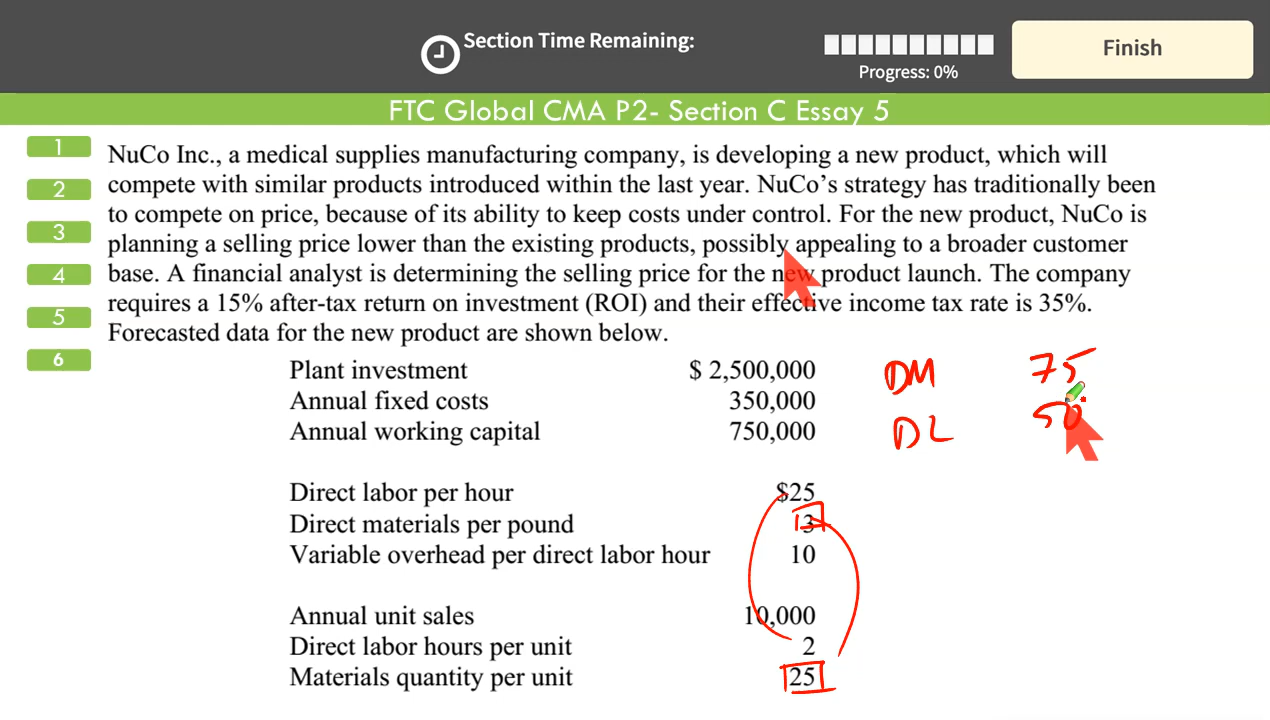 Section Time Remaining:
Progress: 0%
Finish
FTC Global CMA P2- Section C Essay 5
1
2
3
4
5
6
NuCo Inc., a medical supplies manufacturing company, is developing a new product, which will
compete with similar products introduced within the last year. NuCo's strategy has traditionally been
to compete on price, because of its ability to keep costs under control. For the new product, NuCo is
planning a selling price lower than the existing products, possibly appealing to a broader customer
base. A financial analyst is determining the selling price for the new product launch. The company
requires a 15% after-tax return on investment (ROI) and their effective income tax rate is 35%.
Forecasted data for the new product are shown below.
Plant investment $ 2,500,000 DM 75
Annual fixed costs 350,000
Annual working capital 750,000 DL 50
Direct labor per hour $25
Direct materials per pound 3
Variable overhead per direct labor hour 10
Annual unit sales 10,000
Direct labor hours per unit 2
Materials quantity per unit 25